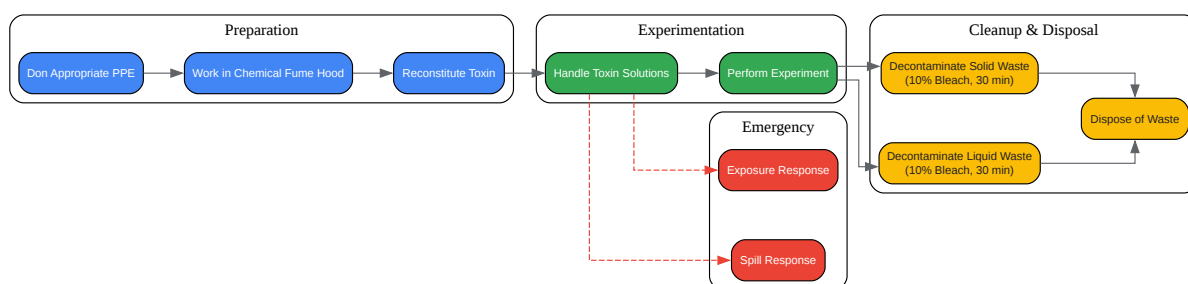 Preparation
Don Appropriate PPE
Work in Chemical Fume Hood
Reconstitute Toxin
Experimentation
Handle Toxin Solutions
Perform Experiment
Emergency
Exposure Response
Spill Response
Cleanup & Disposal
Decontaminate Solid Waste
(10% Bleach, 30 min)
Decontaminate Liquid Waste
(10% Bleach, 30 min)
Dispose of Waste